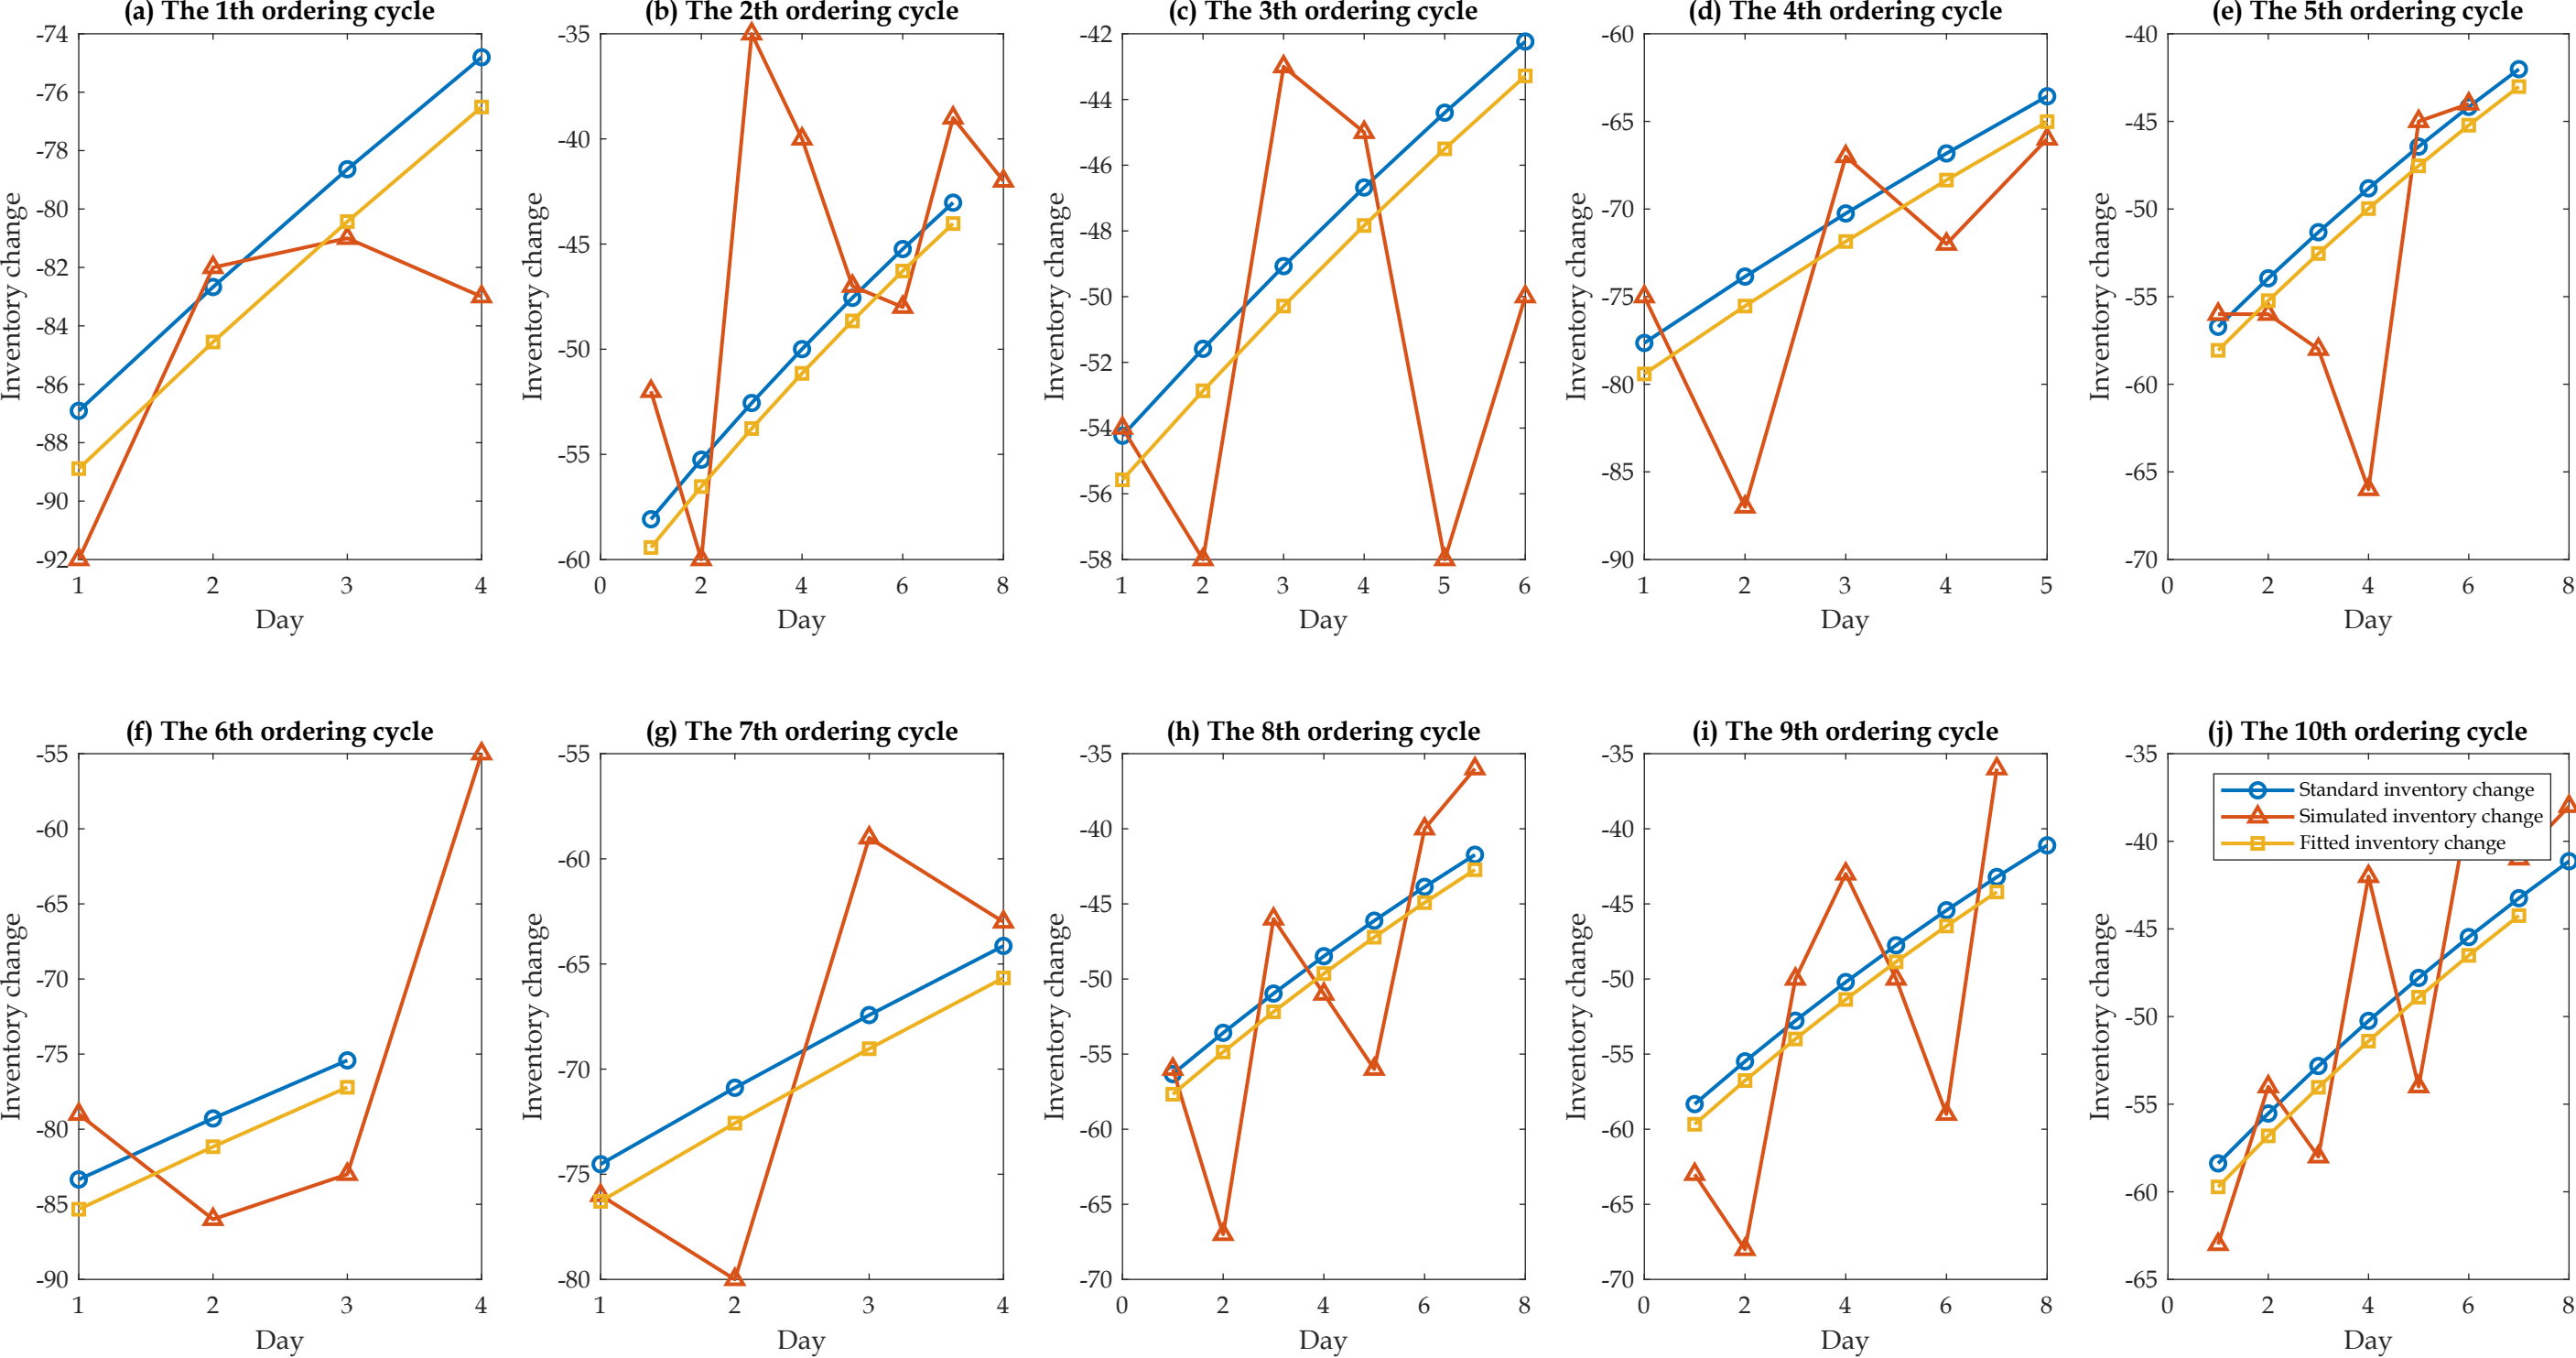 (a) The 1th ordering cycle
-74
-76
-78
-80
-82
-84
-86
-88
-90
-92
1 2 3 4
Inventory change
Day
(b) The 2th ordering cycle
-35
-40
-45
-50
-55
-60
0 2 4 6 8
Inventory change
Day
(c) The 3th ordering cycle
-42
-44
-46
-48
-50
-52
-54
-56
-58
1 2 3 4 5 6
Inventory change
Day
(d) The 4th ordering cycle
-60
-65
-70
-75
-80
-85
-90
1 2 3 4 5
Inventory change
Day
(e) The 5th ordering cycle
-40
-45
-50
-55
-60
-65
-70
0 2 4 6 8
Inventory change
Day
(f) The 6th ordering cycle
-55
-60
-65
-70
-75
-80
-85
-90
1 2 3 4
Inventory change
Day
(g) The 7th ordering cycle
-55
-60
-65
-70
-75
-80
1 2 3 4
Inventory change
Day
(h) The 8th ordering cycle
-35
-40
-45
-50
-55
-60
-65
-70
0 2 4 6 8
Inventory change
Day
(i) The 9th ordering cycle
-35
-40
-45
-50
-55
-60
-65
-70
0 2 4 6 8
Inventory change
Day
(j) The 10th ordering cycle
-35
-40
-45
-50
-55
-60
-65
0 2 4 6 8
Inventory change
Day
Standard inventory change
Simulated inventory change
Fitted inventory change